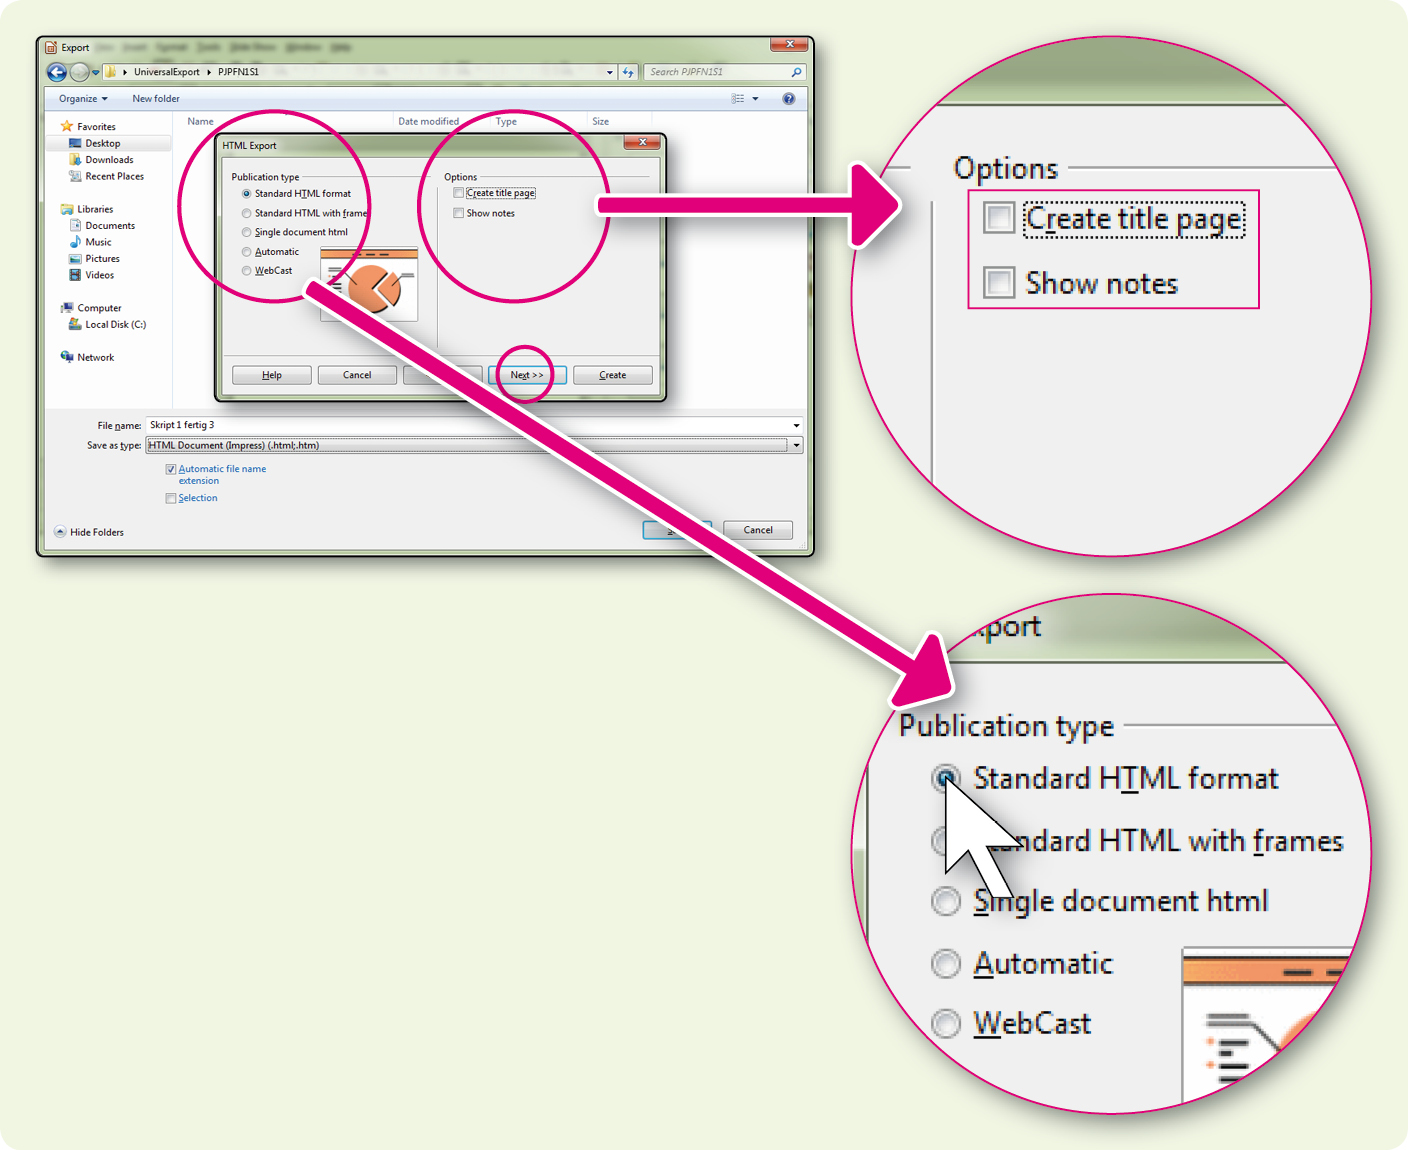 Export
UniversalExport PJPFN1S1
Search PJPFN1S1
Organize New folder
Name Date modified Type Size
Favorites
Desktop
Downloads
Recent Places
Libraries
Documents
Music
Pictures
Videos
Computer
Local Disk (C:)
Network
HTML Export
Publication type
Standard HTML format
Standard HTML with frame
Single document html
Automatic
WebCast
Options
Create title page
Show notes
Help Cancel Next >> Create
File name: Skript 1 fertig 3
Save as type: HTML Document (Impress) (.html;.htm)
Automatic file name
extension
Selection
Hide Folders
Cancel
Options
Create title page
Show notes
xport
Publication type
Standard HTML format
Standard HTML with frames
Single document html
Automatic
WebCast